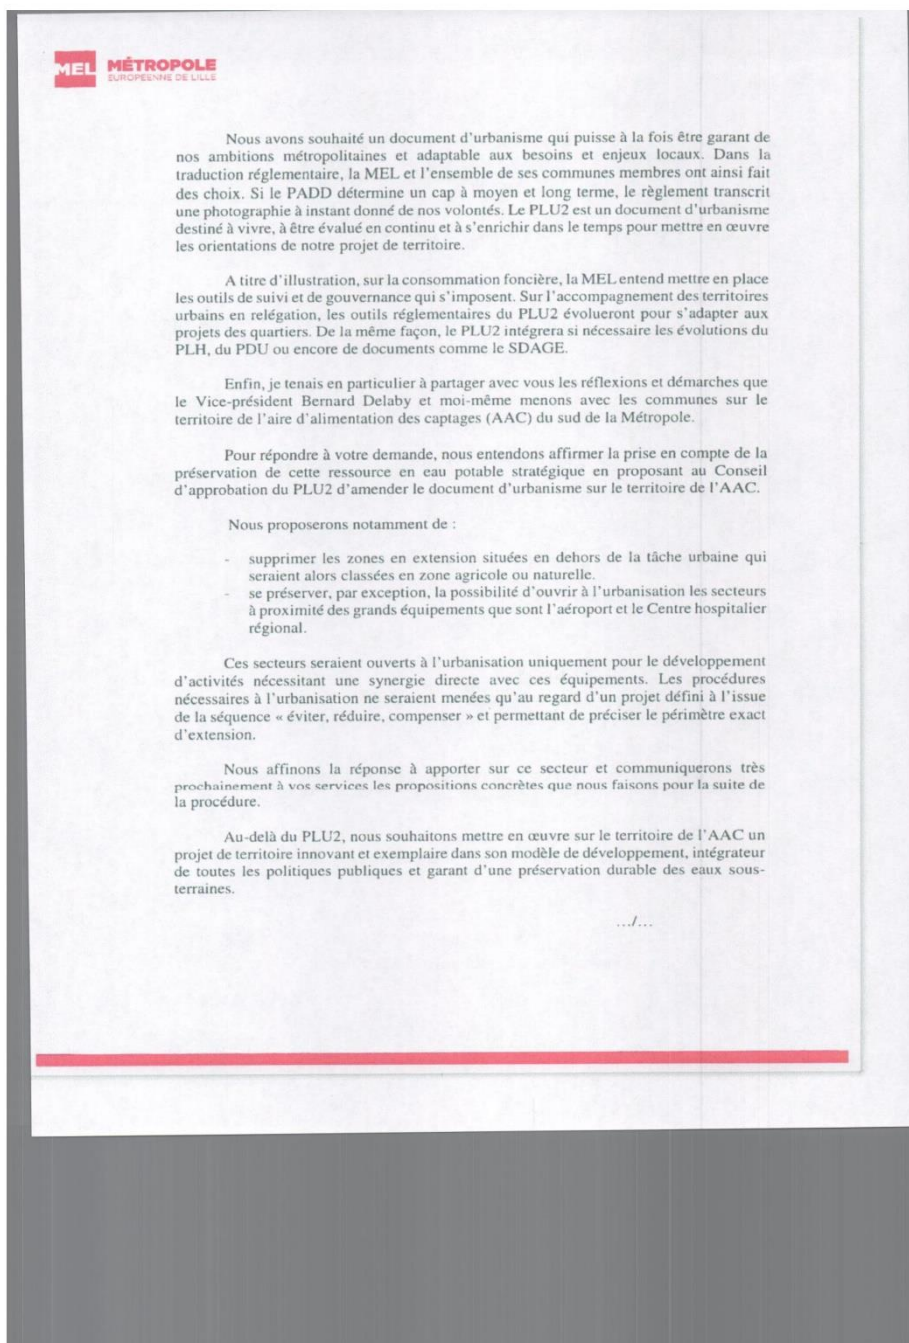 MEL MÉTROPOLE
EUROPÉENNE DE LILLE
Nous avons souhaité un document d'urbanisme qui puisse à la fois être garant de
nos ambitions métropolitaines et adaptable aux besoins et enjeux locaux. Dans la
traduction réglementaire, la MEL et l'ensemble de ses communes membres ont ainsi fait
des choix. Si le PADD détermine un cap à moyen et long terme, le règlement transcrit
une photographie à instant donné de nos volontés. Le PLU2 est un document d'urbanisme
destiné à vivre, à être évalué en continu et à s'enrichir dans le temps pour mettre en œuvre
les orientations de notre projet de territoire.
A titre d'illustration, sur la consommation foncière, la MEL entend mettre en place
les outils de suivi et de gouvernance qui s'imposent. Sur l'accompagnement des territoires
urbains en relégation, les outils réglementaires du PLU2 évolueront pour s'adapter aux
projets des quartiers. De la même façon, le PLU2 intégrera si nécessaire les évolutions du
PLH, du PDU ou encore de documents comme le SDAGE.
Enfin, je tenais en particulier à partager avec vous les réflexions et démarches que
le Vice-président Bernard Delaby et moi-même menons avec les communes sur le
territoire de l'aire d'alimentation des captages (AAC) du sud de la Métropole.
Pour répondre à votre demande, nous entendons affirmer la prise en compte de la
préservation de cette ressource en eau potable stratégique en proposant au Conseil
d'approbation du PLU2 d'amender le document d'urbanisme sur le territoire de l'AAC.
Nous proposerons notamment de :
- supprimer les zones en extension situées en dehors de la tâche urbaine qui
seraient alors classées en zone agricole ou naturelle.
- se préserver, par exception, la possibilité d'ouvrir à l'urbanisation les secteurs
à proximité des grands équipements que sont l'aéroport et le Centre hospitalier
régional.
Ces secteurs seraient ouverts à l'urbanisation uniquement pour le développement
d'activités nécessitant une synergie directe avec ces équipements. Les procédures
nécessaires à l'urbanisation ne seraient menées qu'au regard d'un projet défini à l'issue
de la séquence « éviter, réduire, compenser » et permettant de préciser le périmètre exact
d'extension.
Nous affinons la réponse à apporter sur ce secteur et communiquerons très
prochainement à vos services les propositions concrètes que nous faisons pour la suite de
la procédure.
Au-delà du PLU2, nous souhaitons mettre en œuvre sur le territoire de l'AAC un
projet de territoire innovant et exemplaire dans son modèle de développement, intégrateur
de toutes les politiques publiques et garant d'une préservation durable des eaux sous-
terraines.
.../...